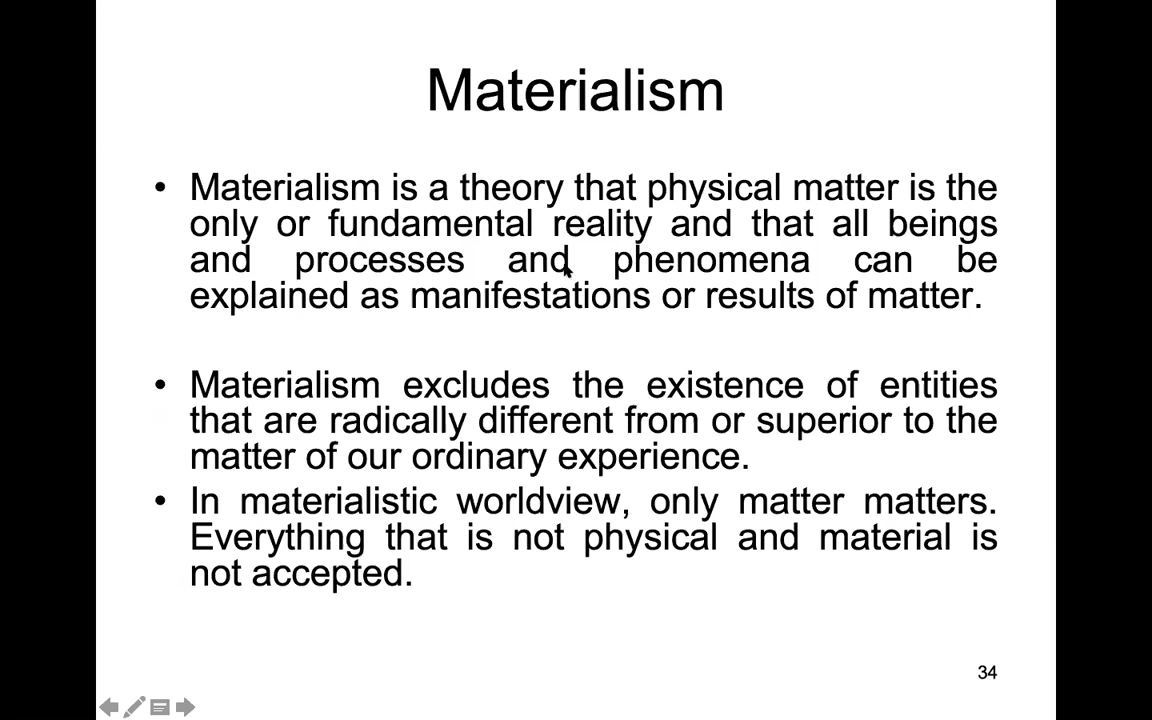 Materialism
• Materialism is a theory that physical matter is the
only or fundamental reality and that all beings
and processes and phenomena can be
explained as manifestations or results of matter.
• Materialism excludes the existence of entities
that are radically different from or superior to the
matter of our ordinary experience.
• In materialistic worldview, only matter matters.
Everything that is not physical and material is
not accepted.
34